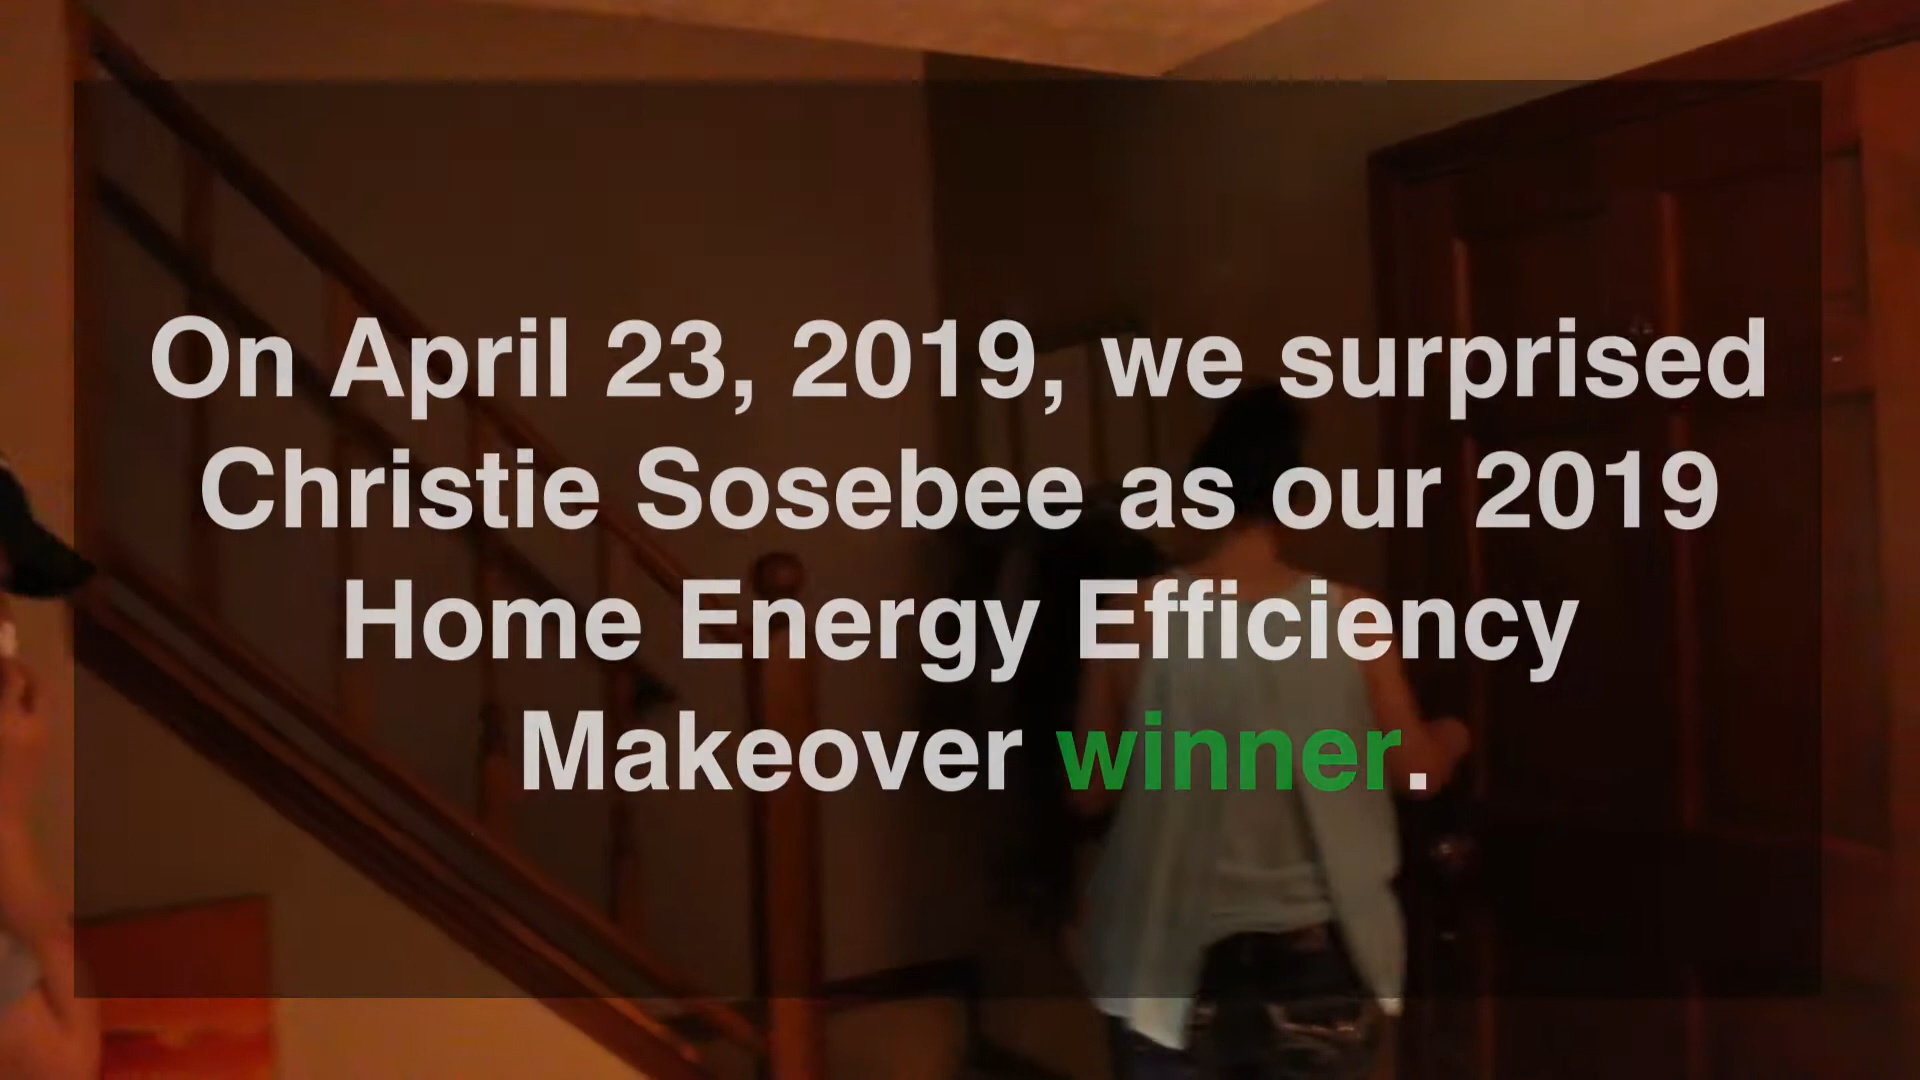 On April 23, 2019, we surprised
Christie Sosebee as our 2019
Home Energy Efficiency
Makeover winner.